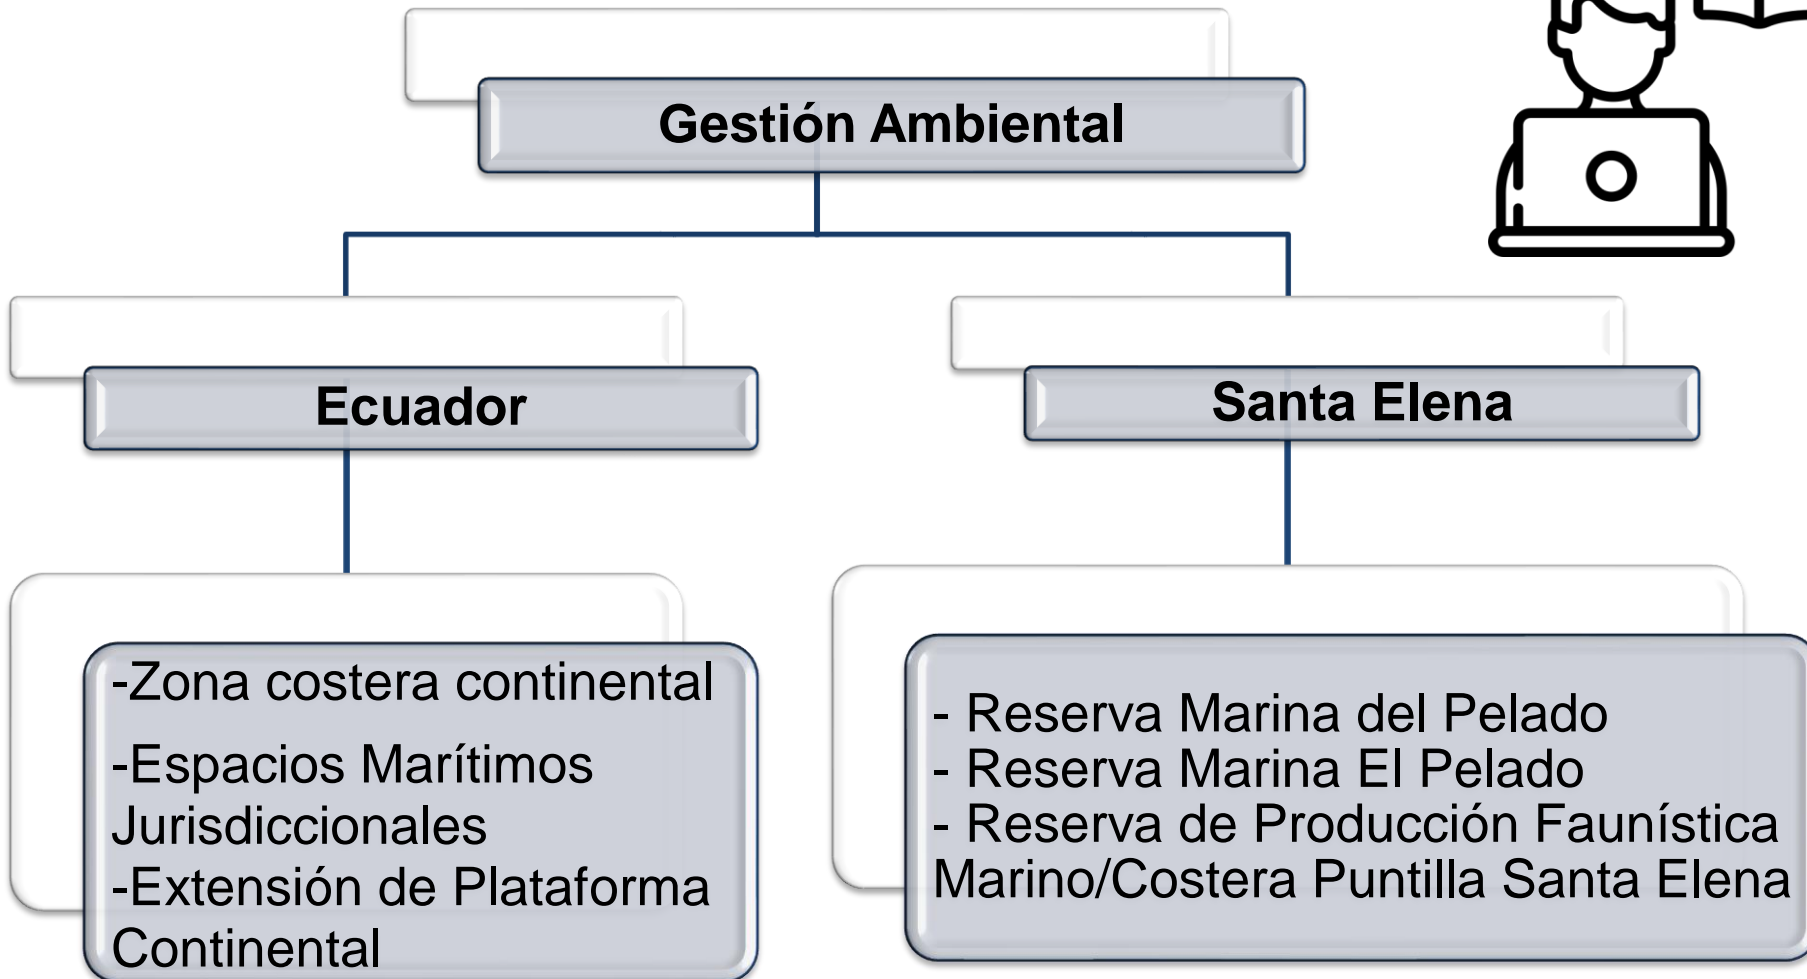 Gestión Ambiental
Ecuador
Santa Elena
-Zona costera continental
-Espacios Marítimos
Jurisdiccionales
-Extensión de Plataforma
Continental
- Reserva Marina del Pelado
- Reserva Marina El Pelado
- Reserva de Producción Faunística
Marino/Costera Puntilla Santa Elena